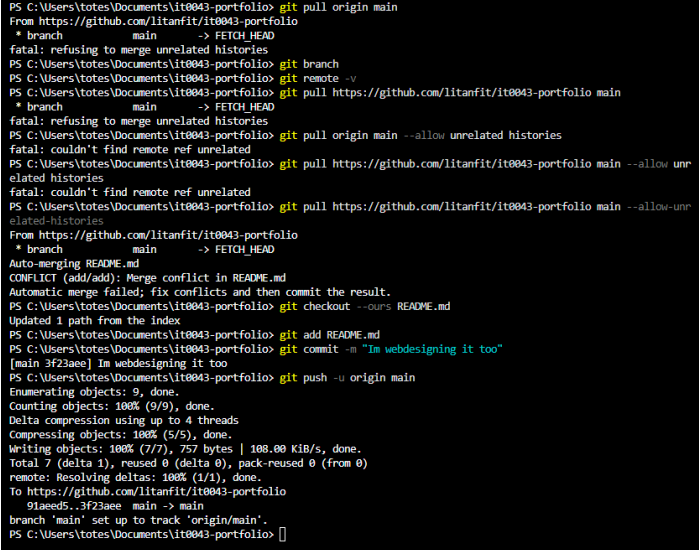 PS C:\Users\totes\Documents\it0043-portfolio> git pull origin main
From https://github.com/litanfit/it0043-portfolio
 * branch            main       -> FETCH_HEAD
fatal: refusing to merge unrelated histories
PS C:\Users\totes\Documents\it0043-portfolio> git branch
PS C:\Users\totes\Documents\it0043-portfolio> git remote -v
PS C:\Users\totes\Documents\it0043-portfolio> git pull https://github.com/litanfit/it0043-portfolio main
 * branch            main       -> FETCH_HEAD
fatal: refusing to merge unrelated histories
PS C:\Users\totes\Documents\it0043-portfolio> git pull origin main --allow unrelated histories
fatal: couldn't find remote ref unrelated
PS C:\Users\totes\Documents\it0043-portfolio> git pull https://github.com/litanfit/it0043-portfolio main --allow unr
elated histories
fatal: couldn't find remote ref unrelated
PS C:\Users\totes\Documents\it0043-portfolio> git pull https://github.com/litanfit/it0043-portfolio main --allow-unr
elated-histories
From https://github.com/litanfit/it0043-portfolio
 * branch            main       -> FETCH_HEAD
Auto-merging README.md
CONFLICT (add/add): Merge conflict in README.md
Automatic merge failed; fix conflicts and then commit the result.
PS C:\Users\totes\Documents\it0043-portfolio> git checkout --ours README.md
Updated 1 path from the index
PS C:\Users\totes\Documents\it0043-portfolio> git add README.md
PS C:\Users\totes\Documents\it0043-portfolio> git commit -m "Im webdesigning it too"
[main 3f23aee] Im webdesigning it too
PS C:\Users\totes\Documents\it0043-portfolio> git push -u origin main
Enumerating objects: 9, done.
Counting objects: 100% (9/9), done.
Delta compression using up to 4 threads
Compressing objects: 100% (5/5), done.
Writing objects: 100% (7/7), 757 bytes | 108.00 KiB/s, done.
Total 7 (delta 1), reused 0 (delta 0), pack-reused 0 (from 0)
remote: Resolving deltas: 100% (1/1), done.
To https://github.com/litanfit/it0043-portfolio
   91aeed5..3f23aee  main -> main
branch 'main' set up to track 'origin/main'.
PS C:\Users\totes\Documents\it0043-portfolio>